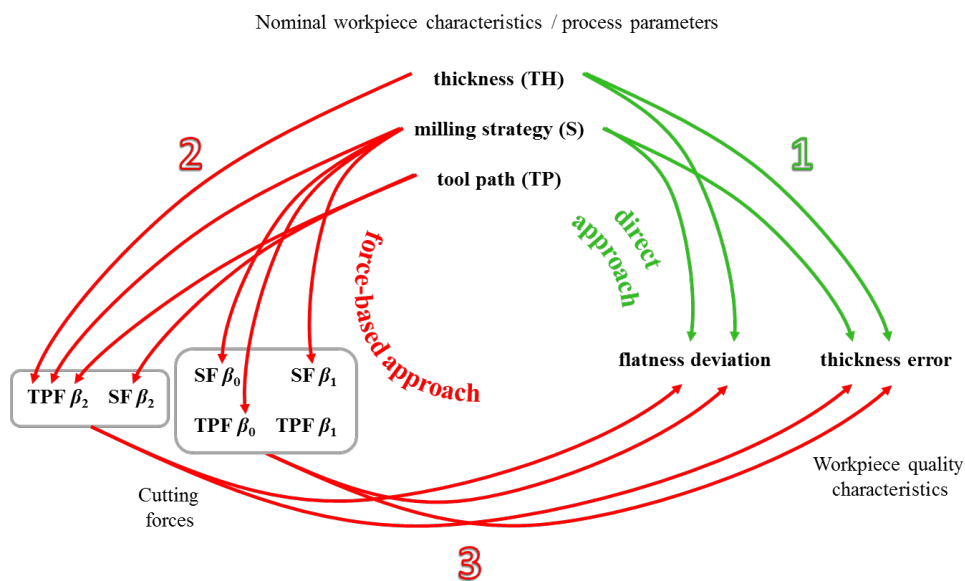 Nominal workpiece characteristics / process parameters
thickness (TH)
milling strategy (S)
tool path (TP)
2
1
force-based approach
direct
approach
flatness deviation
thickness error
SF β₀
SF β₁
TPF β₂
SF β₂
TPF β₀
TPF β₁
Cutting
forces
Workpiece quality
characteristics
3